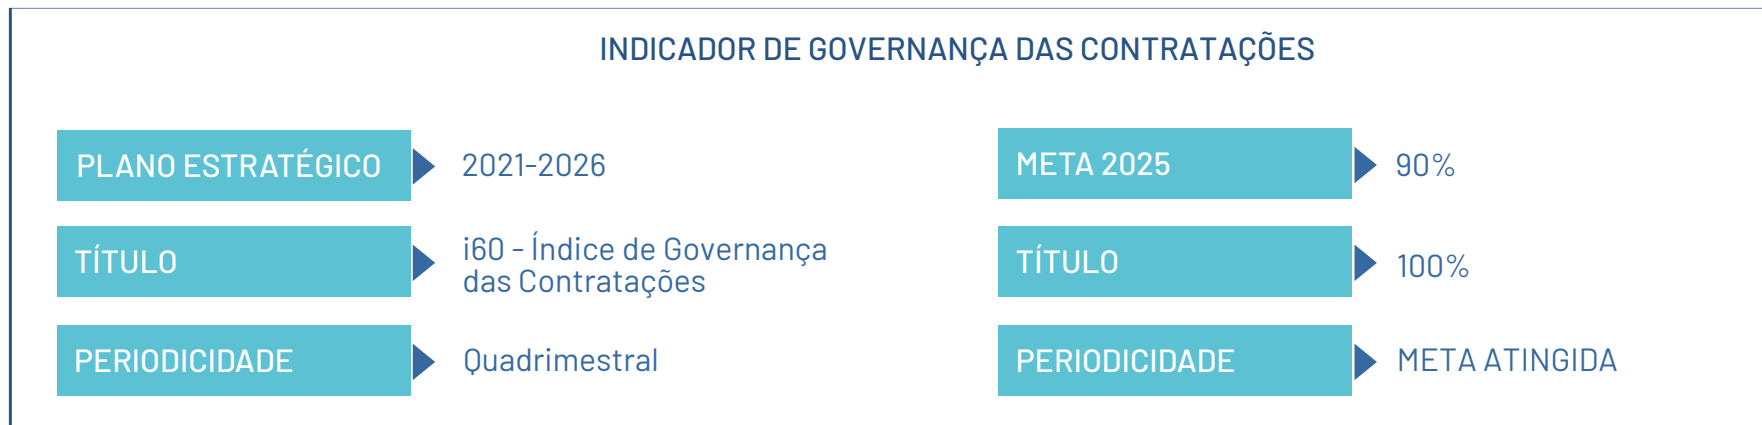 INDICADOR DE GOVERNANÇA DAS CONTRATAÇÕES
PLANO ESTRATÉGICO
2021-2026
TÍTULO
i60 - Índice de Governança
das Contratações
PERIODICIDADE
Quadrimestral
META 2025
90%
TÍTULO
100%
PERIODICIDADE
META ATINGIDA